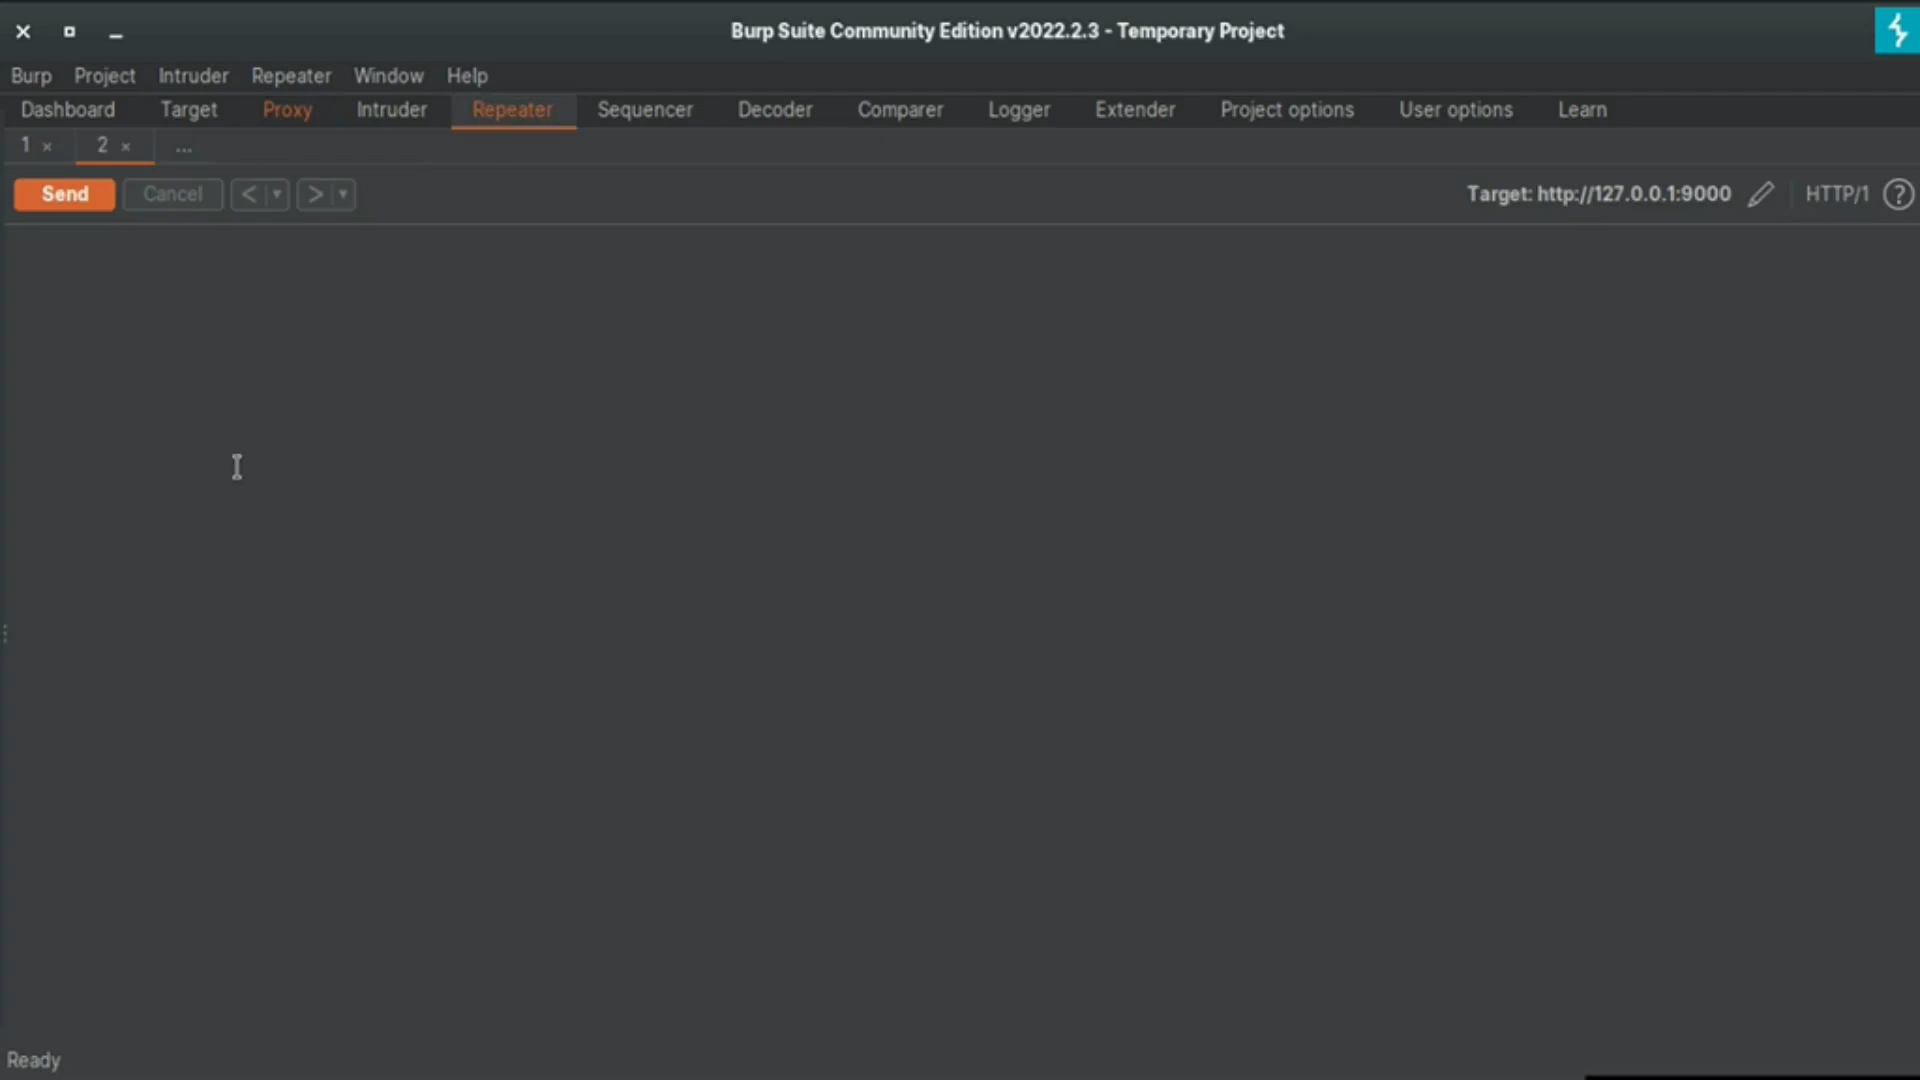 Burp Suite Community Edition v2022.2.3 - Temporary Project
Burp Project Intruder Repeater Window Help
Dashboard Target Proxy Intruder Repeater Sequencer Decoder Comparer Logger Extender Project options User options Learn
1 × 2 × ...
Send Cancel < > Target: http://127.0.0.1:9000 HTTP/1 ?
Ready